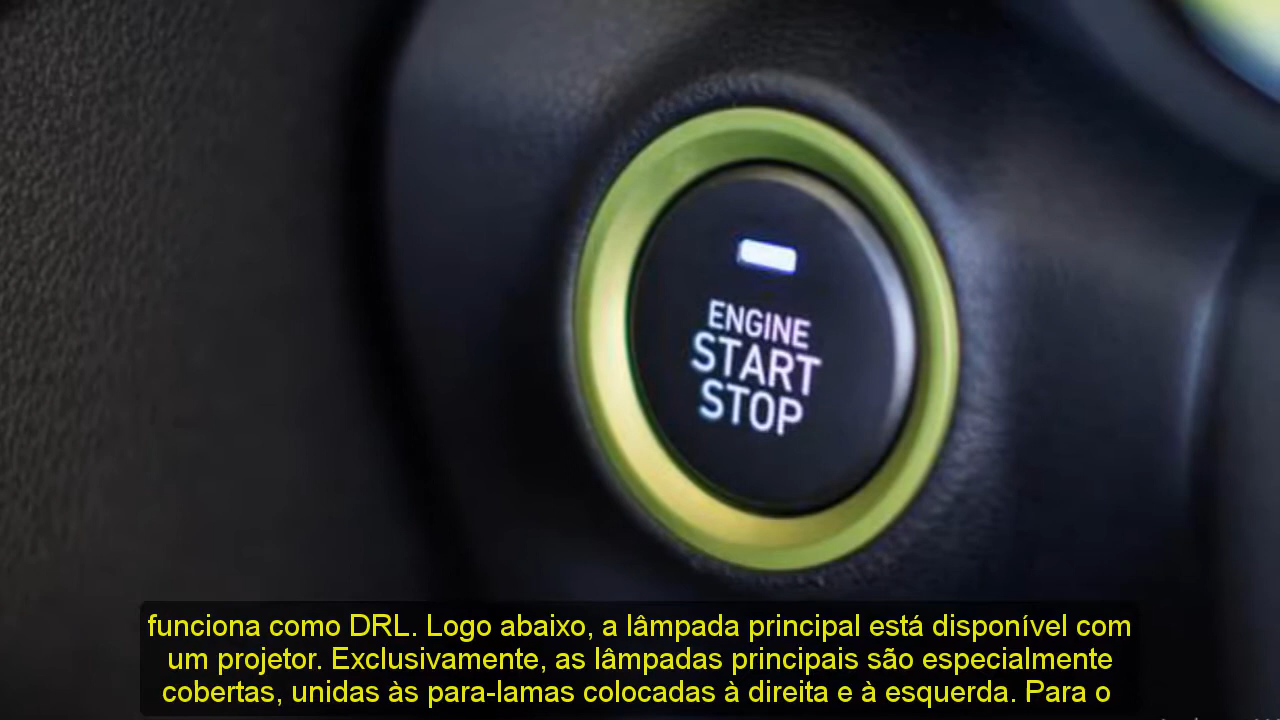 ENGINE
START
STOP
funciona como DRL. Logo abaixo, a lâmpada principal está disponível com
um projetor. Exclusivamente, as lâmpadas principais são especialmente
cobertas, unidas às para-lamas colocadas à direita e à esquerda. Para o